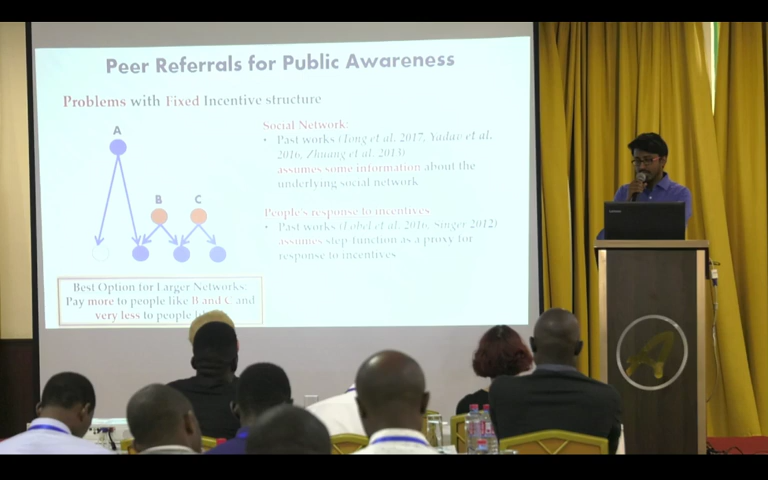 Peer Referrals for Public Awareness
Problems with Fixed Incentive structure
A
B
C
Social Network:
• Past works (Tong et al. 2017, Yadav et al.
2016, Zhuang et al. 2013)
assumes some information about the
underlying social network
People's response to incentives
• Past works (Lobel et al. 2016, Singer 2012)
assumes step function as a proxy for
response to incentives
Best Option for Larger Networks:
Pay more to people like B and C and
very less to people